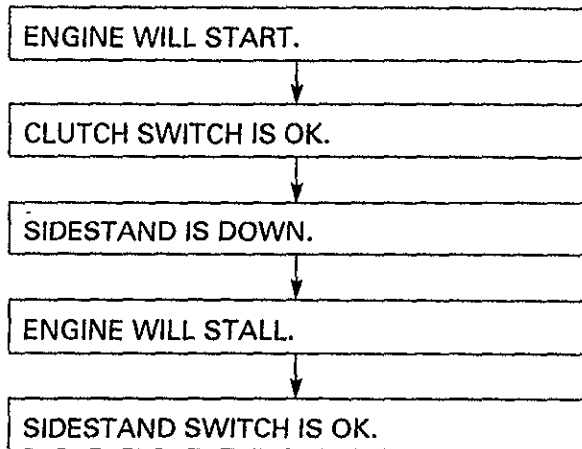 ENGINE WILL START.
CLUTCH SWITCH IS OK.
SIDESTAND IS DOWN.
ENGINE WILL STALL.
SIDESTAND SWITCH IS OK.